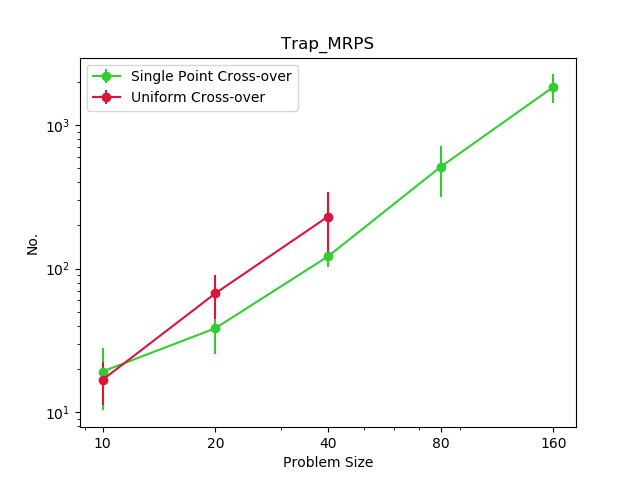 Trap_MRPS
Single Point Cross-over
Uniform Cross-over
No.
10³
10²
10¹
10 20 40 80 160
Problem Size